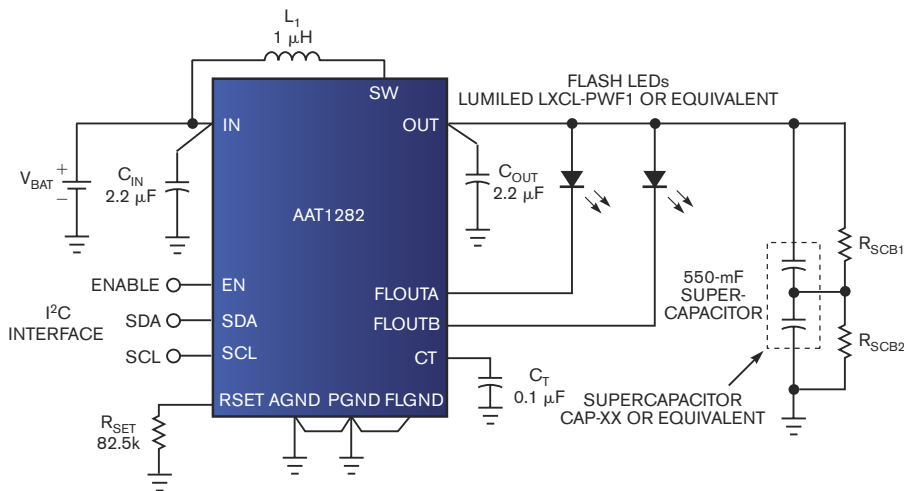 L1
1 μH
FLASH LEDs
LUMILED LXCL-PWF1 OR EQUIVALENT
SW
IN
OUT
VBAT
+
–
CIN
2.2 μF
COUT
2.2 μF
AAT1282
RSCB1
550-mF
SUPER-
CAPACITOR
RSCB2
ENABLE
EN
I²C
INTERFACE
SDA
SDA
SCL
SCL
FLOUTA
FLOUTB
CT
CT
0.1 μF
SUPERCAPACITOR
CAP-XX OR EQUIVALENT
RSET
AGND
PGND
FLGND
RSET
82.5k